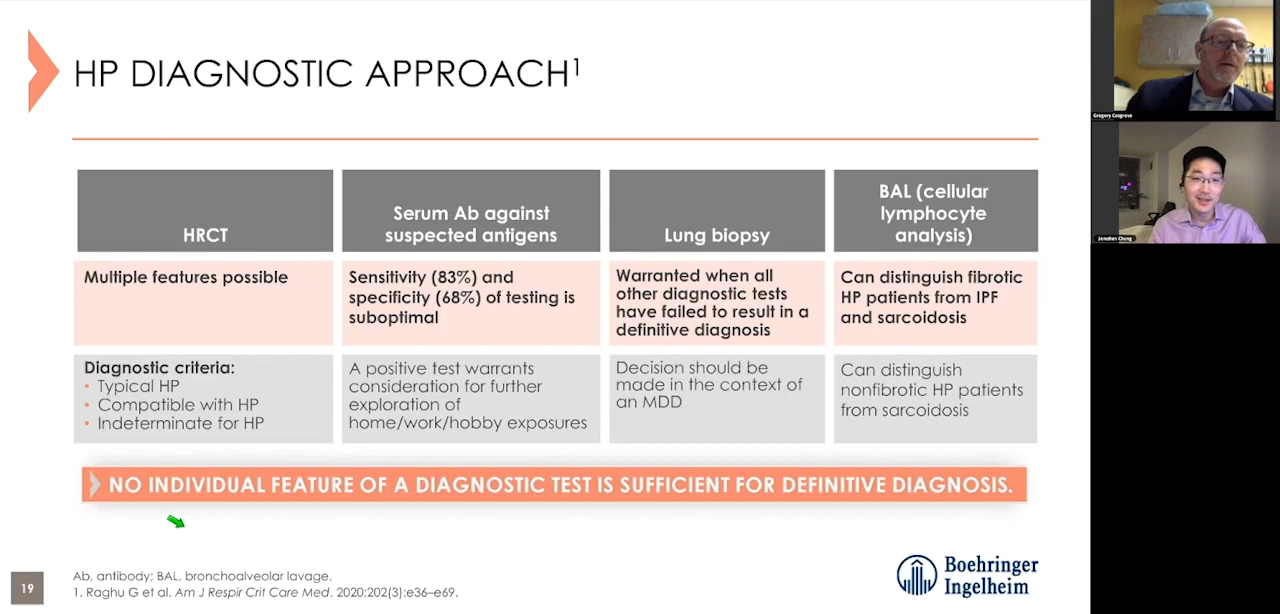 HP DIAGNOSTIC APPROACH1
HRCT
Serum Ab against
suspected antigens
Lung biopsy
BAL (cellular
lymphocyte
analysis)
Multiple features possible
Sensitivity (83%) and
specificity (68%) of testing is
suboptimal
Warranted when all
other diagnostic tests
have failed to result in a
definitive diagnosis
Can distinguish fibrotic
HP patients from IPF
and sarcoidosis
Diagnostic criteria:
• Typical HP
• Compatible with HP
• Indeterminate for HP
A positive test warrants
consideration for further
exploration of
home/work/hobby exposures
Decision should be
made in the context of
an MDD
Can distinguish
nonfibrotic HP patients
from sarcoidosis
NO INDIVIDUAL FEATURE OF A DIAGNOSTIC TEST IS SUFFICIENT FOR DEFINITIVE DIAGNOSIS.
19
Ab, antibody; BAL, bronchoalveolar lavage.
1. Raghu G et al. Am J Respir Crit Care Med. 2020;202(3):e36–e69.
Boehringer
Ingelheim
Gregory Cosgrove
Jonathan Chung